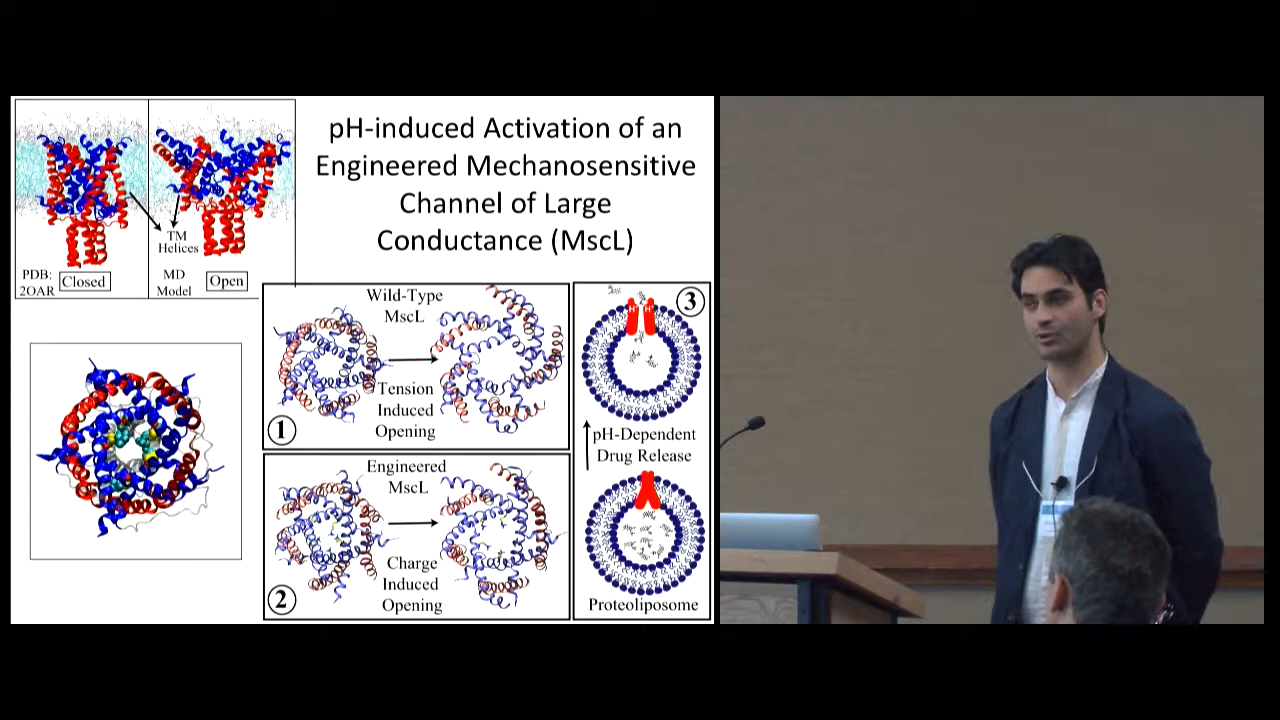 pH-induced Activation of an
Engineered Mechanosensitive
Channel of Large
Conductance (MscL)
TM
Helices
PDB:
2OAR
Closed
MD
Model
Open
Wild-Type
MscL
Tension
Induced
Opening
1
Engineered
MscL
Charge
Induced
Opening
2
3
pH-Dependent
Drug Release
Proteoliposome